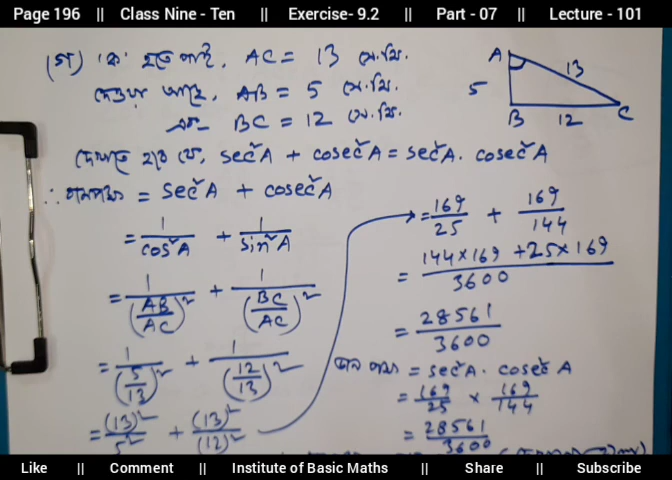 Page 196 || Class Nine - Ten || Exercise- 9.2 || Part - 07 || Lecture - 101
(গ) 'ক' হতে পাই, AC = 13 সে.মি.
দেওয়া আছে, AB = 5 সে.মি.
এবং BC = 12 সে.মি.
A
13
5
B
12
C
দেখাতে হবে যে, sec²A + cosec²A = sec²A. cosec²A
∴ বামপক্ষ = sec²A + cosec²A
= 1/cos²A + 1/sin²A
= 1/(AB/AC)² + 1/(BC/AC)²
= 1/(5/13)² + 1/(12/13)²
= (13)²/5² + (13)²/(12)²
= 169/25 + 169/144
= 144×169 + 25×169/3600
= 28561/3600
ডান পক্ষ = sec²A. cosec²A
= 169/25 × 169/144
= 28561/3600
Like || Comment || Institute of Basic Maths || Share || Subscribe